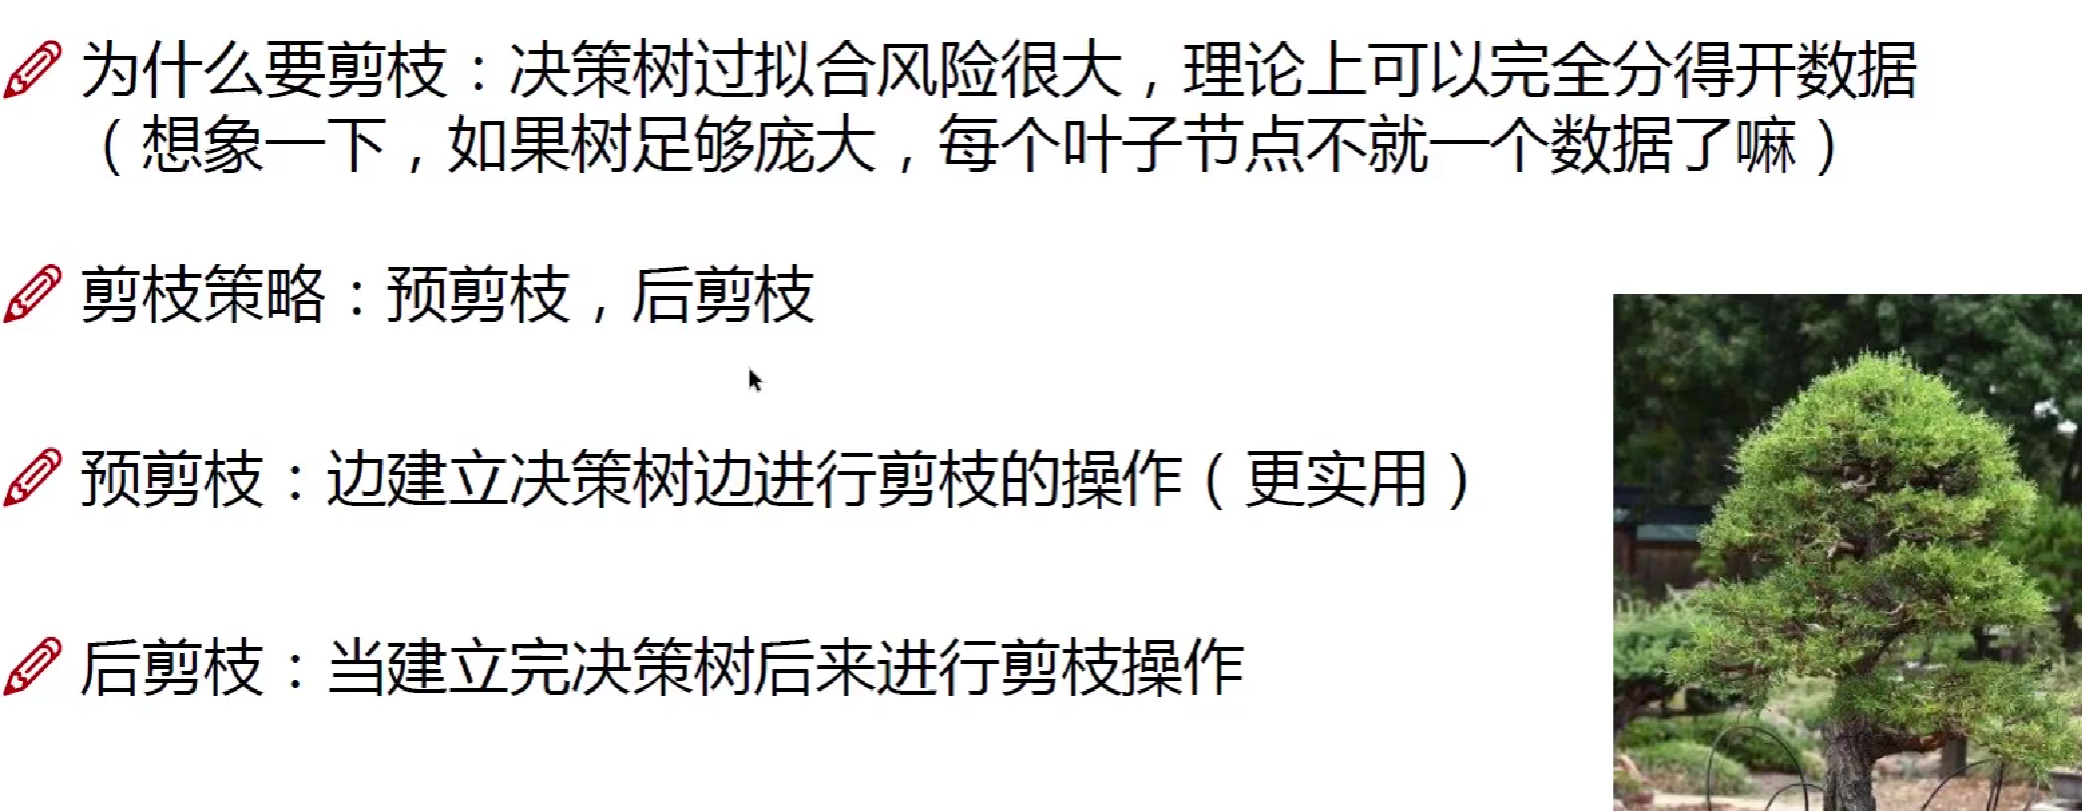 为什么要剪枝：决策树过拟合风险很大，理论上可以完全分得开数据
（想象一下，如果树足够庞大，每个叶子节点不就一个数据了嘛）
剪枝策略：预剪枝，后剪枝
预剪枝：边建立决策树边进行剪枝的操作（更实用）
后剪枝：当建立完决策树后来进行剪枝操作